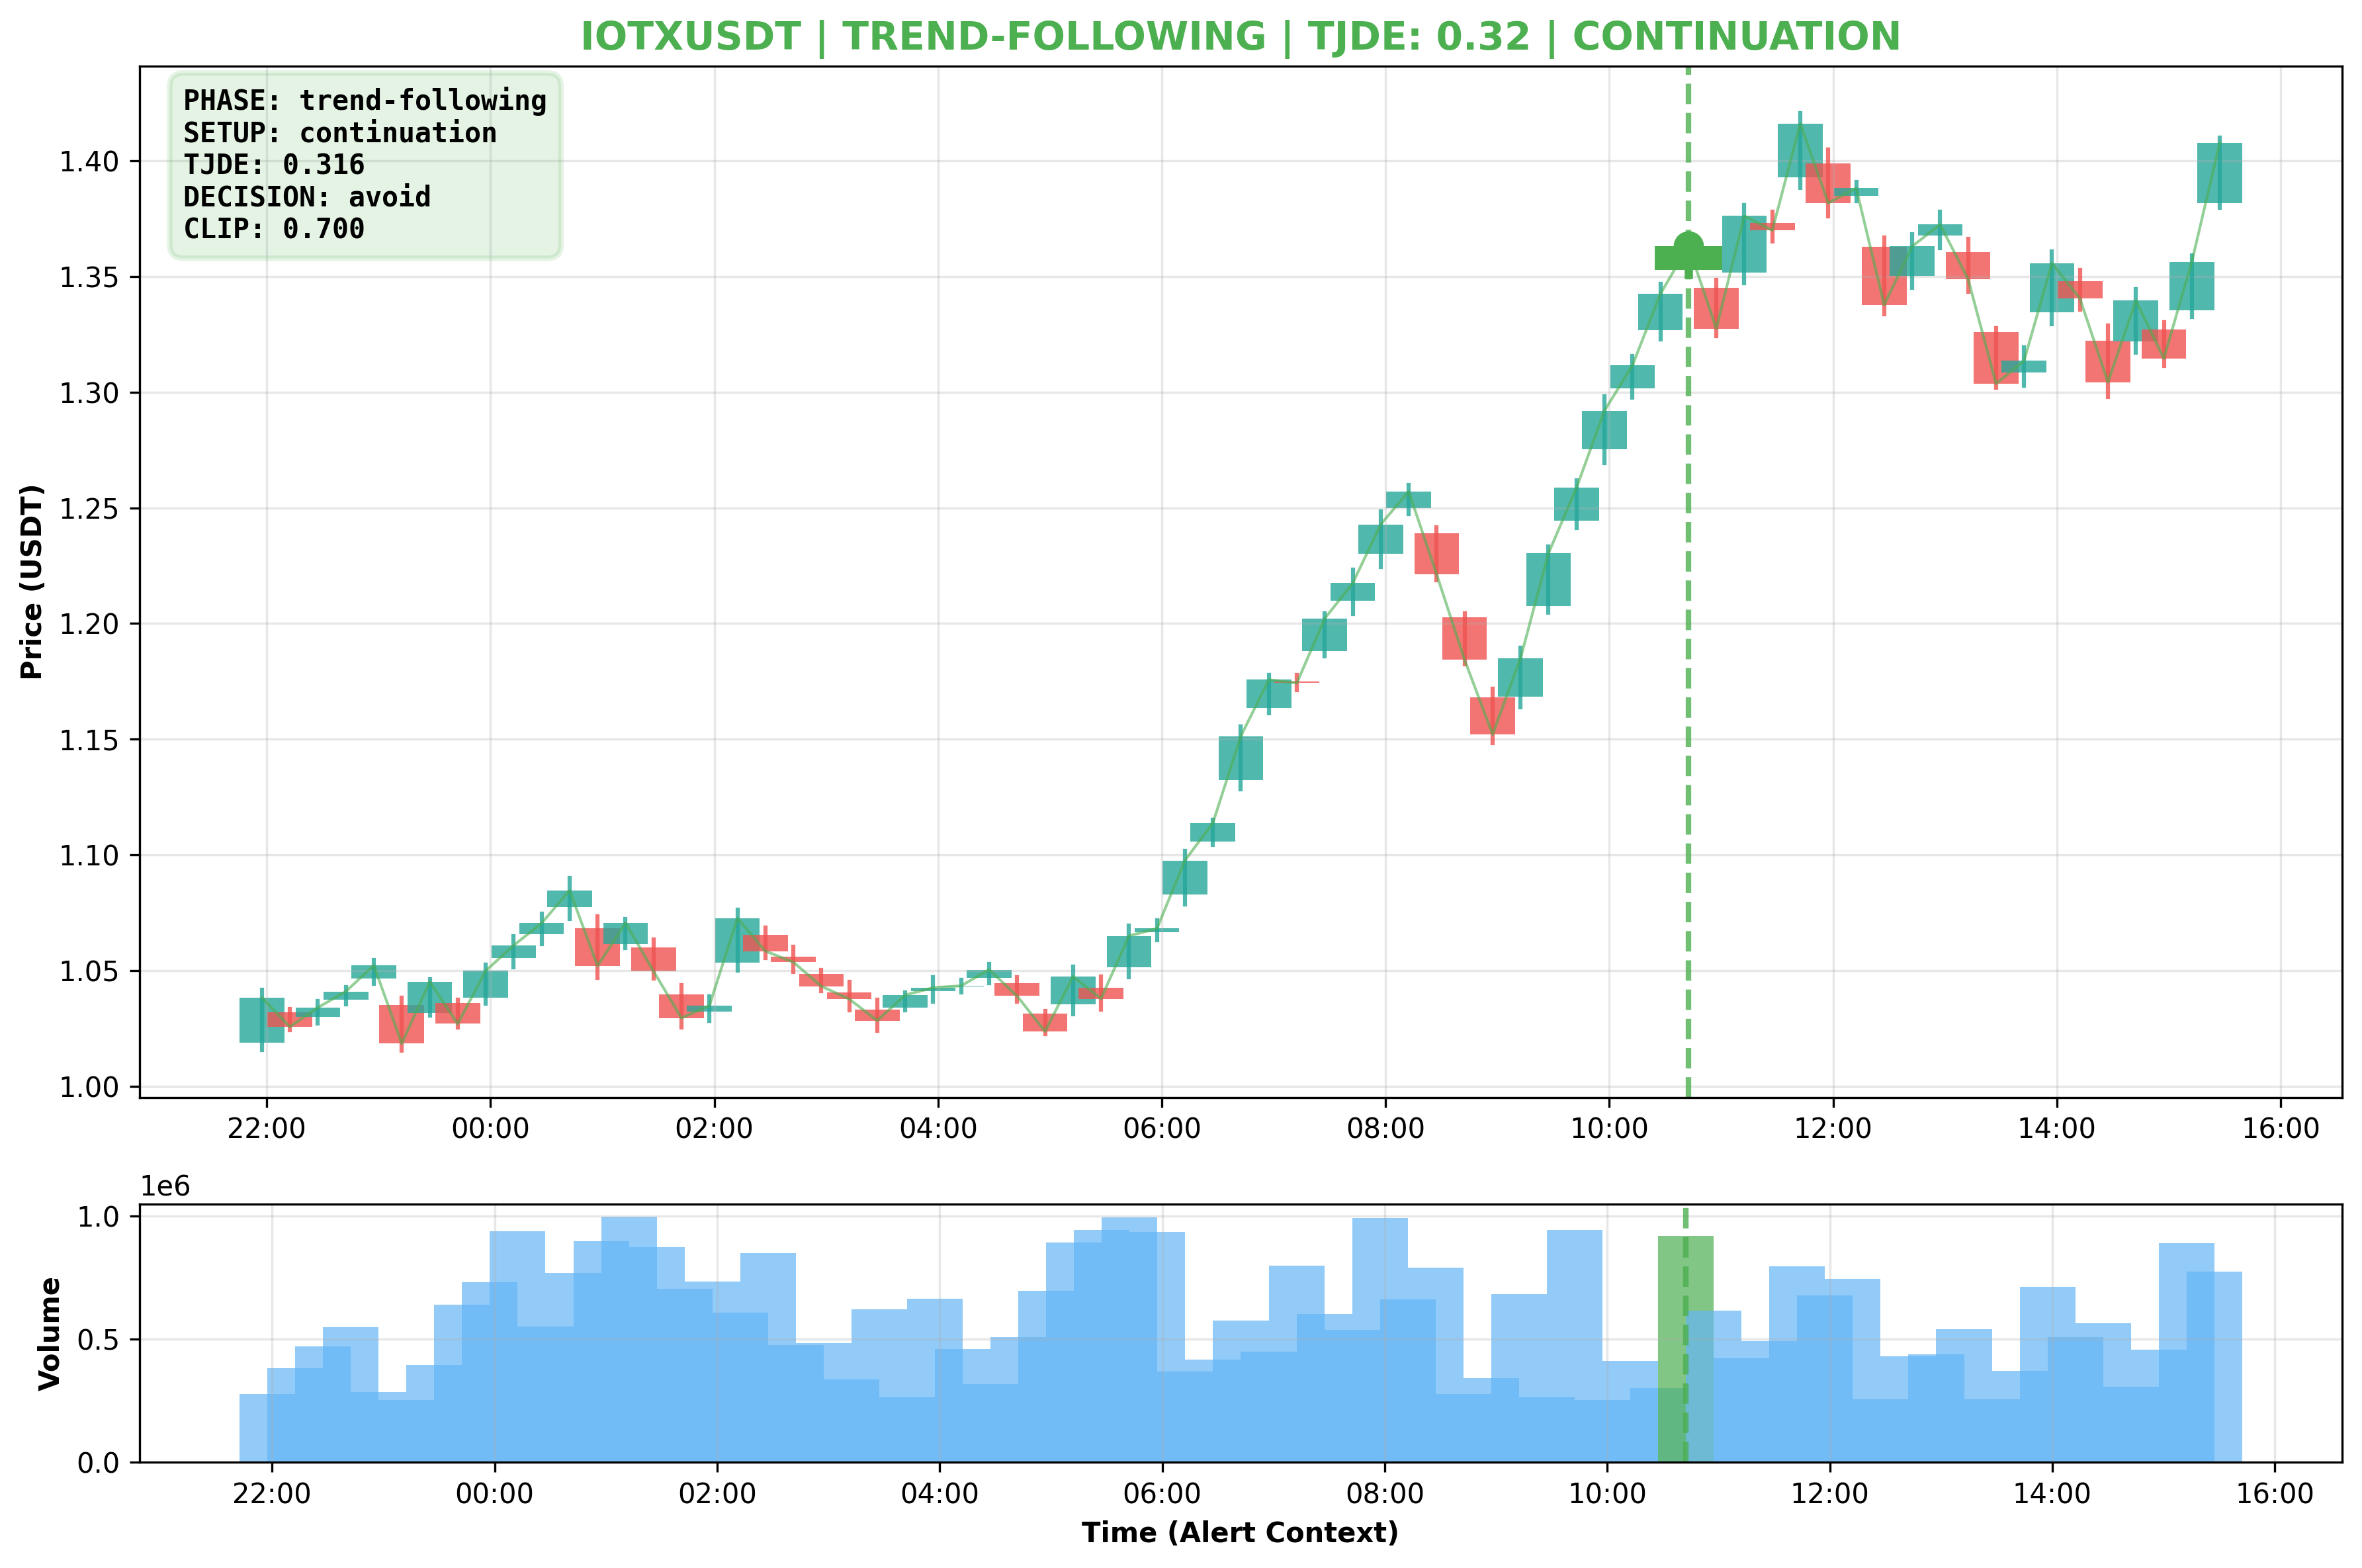 IOTXUSDT | TREND-FOLLOWING | TJDE: 0.32 | CONTINUATION
PHASE: trend-following
SETUP: continuation
TJDE: 0.316
DECISION: avoid
CLIP: 0.700
Price (USDT)
1.40
1.35
1.30
1.25
1.20
1.15
1.10
1.05
1.00
22:00 00:00 02:00 04:00 06:00 08:00 10:00 12:00 14:00 16:00
1e6
Volume
1.0
0.5
0.0
22:00 00:00 02:00 04:00 06:00 08:00 10:00 12:00 14:00 16:00
Time (Alert Context)